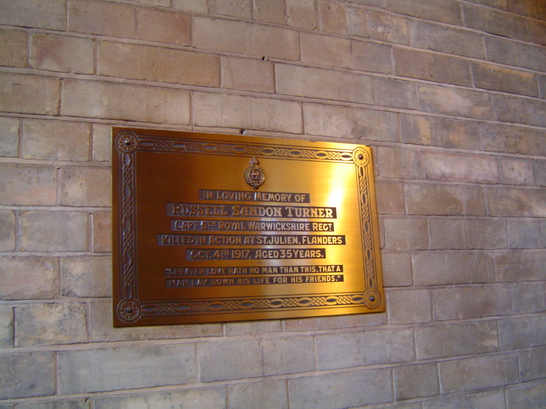 IN LOVING MEMORY OF
RUSSELL SONDON TURNER
CAPT 5TH ROYAL WARWICKSHIRE REGT
KILLED IN ACTION AT ST. JULIEN, FLANDERS
OCT. 4TH 1917, AGED 35 YEARS.
"GREATER LOVE HATH NO MAN THAN THIS, THAT A
MAN LAY DOWN HIS LIFE FOR HIS FRIENDS."